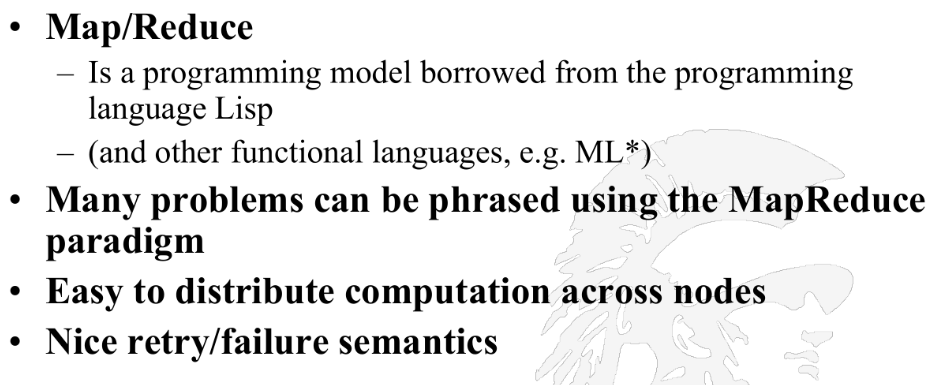 • Map/Reduce
– Is a programming model borrowed from the programming
language Lisp
– (and other functional languages, e.g. ML*)
• Many problems can be phrased using the MapReduce
paradigm
• Easy to distribute computation across nodes
• Nice retry/failure semantics